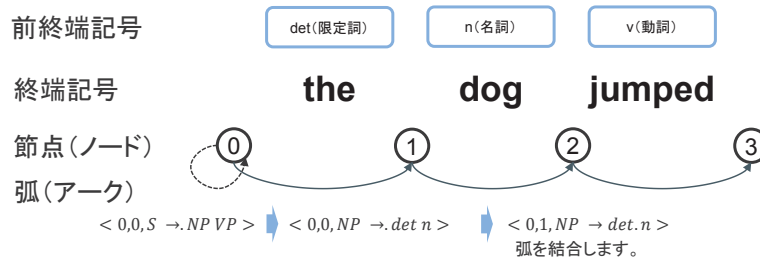 前終端記号 det(限定詞) n(名詞) v(動詞)
終端記号 the dog jumped
節点(ノード) 0 1 2 3
弧(アーク)
< 0,0, S →. NP VP > < 0,0, NP →. det n > < 0,1, NP → det. n >
弧を結合します。